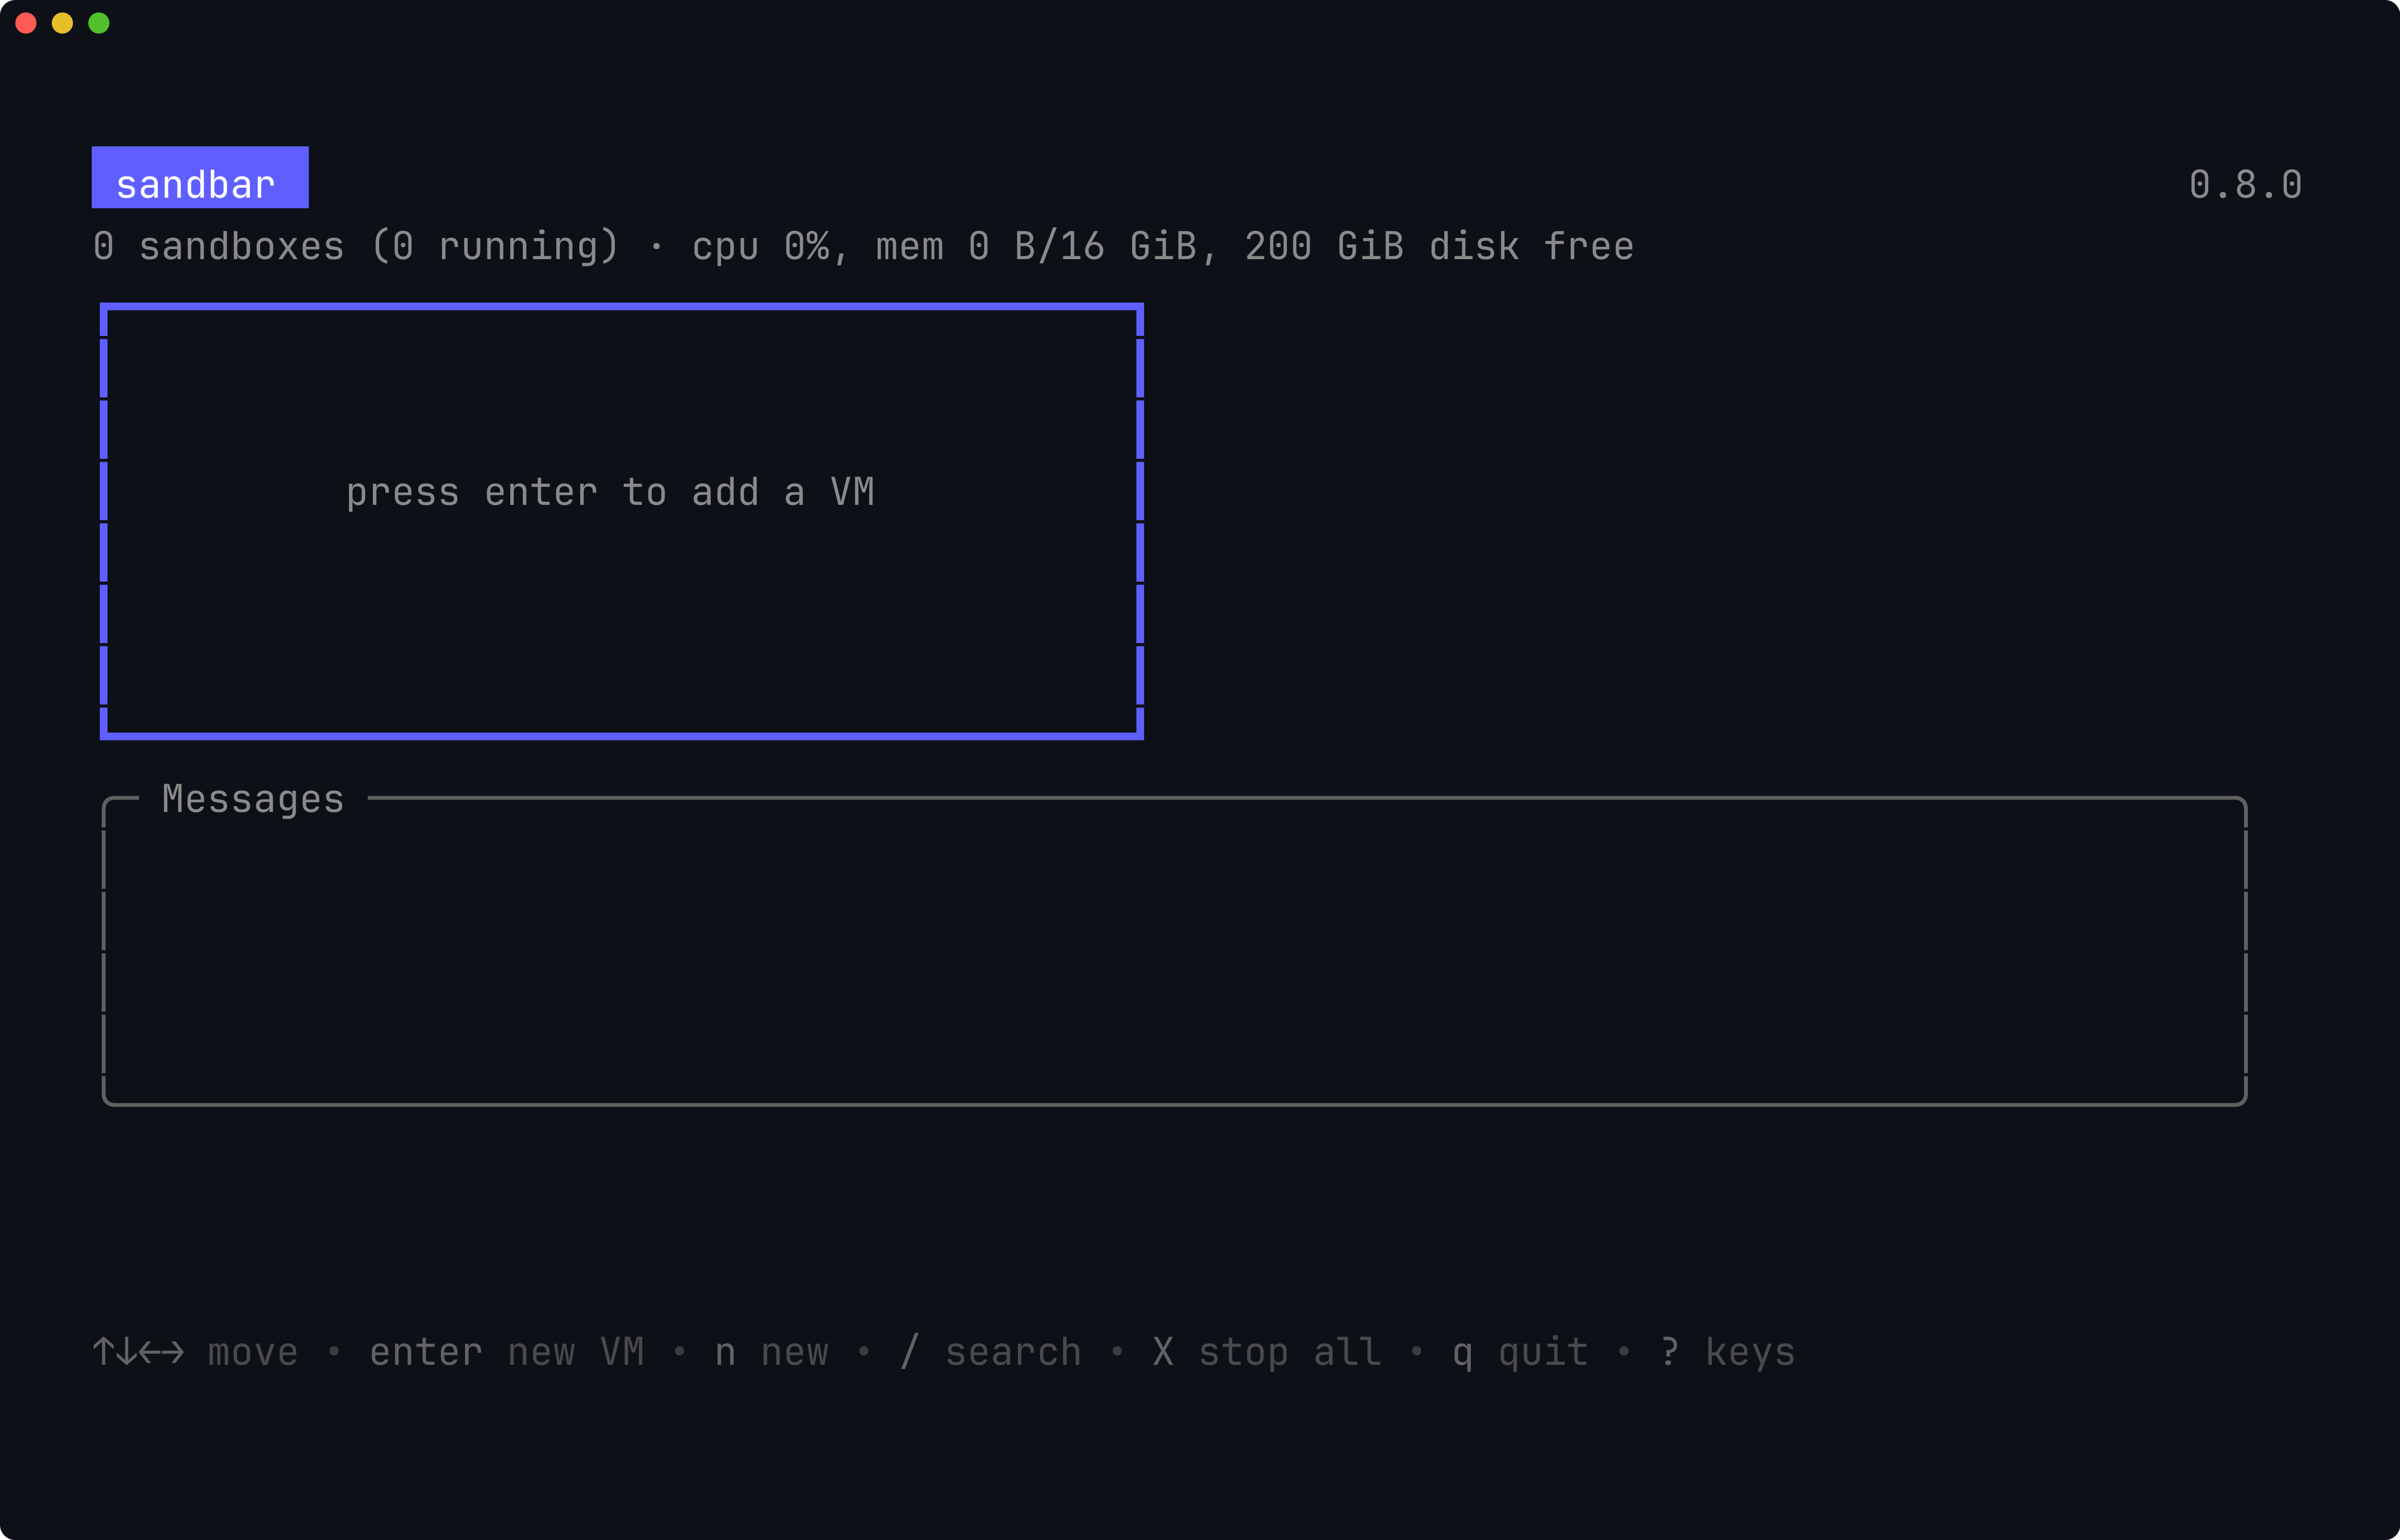 sandbar 0.8.0
0 sandboxes (0 running) · cpu 0%, mem 0 B/16 GiB, 200 GiB disk free
press enter to add a VM
Messages
↑↓←→ move • enter new VM • n new • / search • X stop all • q quit • ? keys